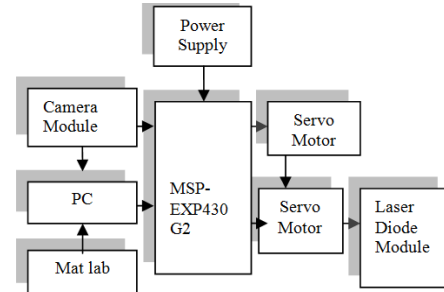 Power
Supply
Camera
Module
Servo
Motor
MSP-
EXP430
G2
PC
Servo
Motor
Laser
Diode
Module
Mat lab